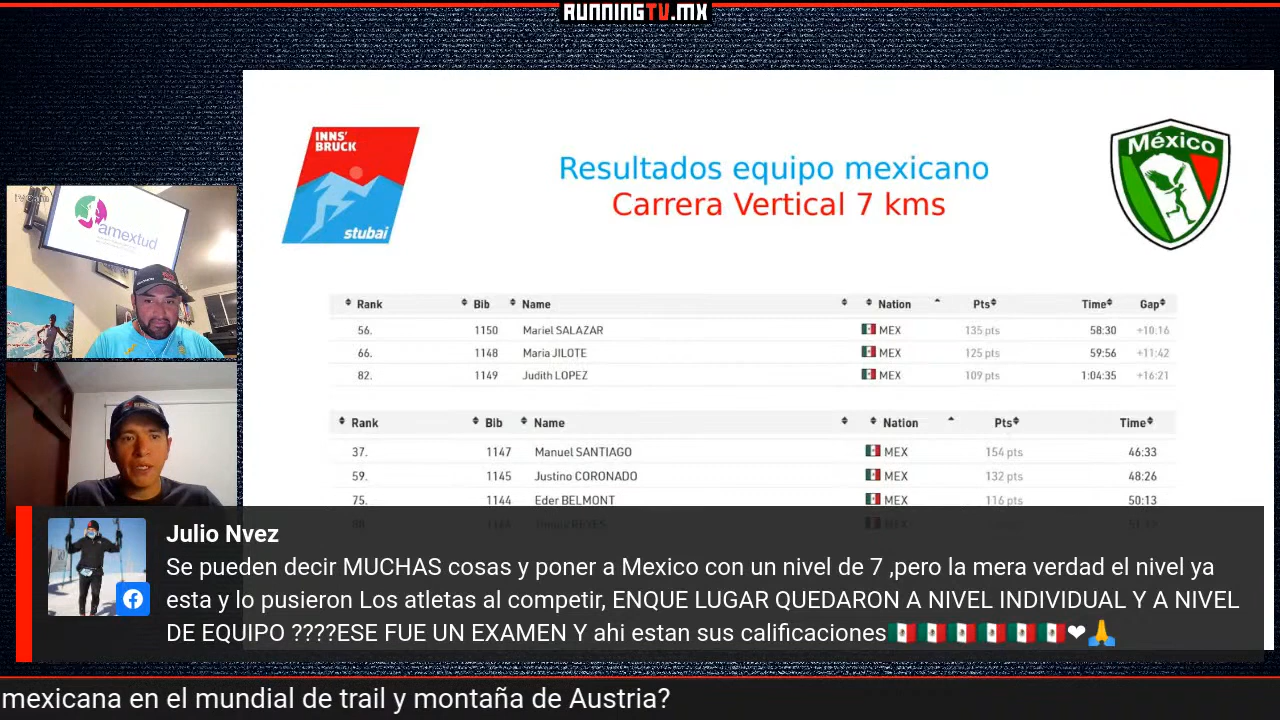 RUNNINGTV.MX
INNS'
BRUCK
stubai
Resultados equipo mexicano
Carrera Vertical 7 kms
México
amextud
Rank Bib Name Nation Pts Time Gap
56. 1150 Mariel SALAZAR MEX 135 pts 58:30 +10:16
66. 1148 Maria JILOTE MEX 125 pts 59:56 +11:42
82. 1149 Judith LOPEZ MEX 109 pts 1:04:35 +16:21
Rank Bib Name Nation Pts Time
37. 1147 Manuel SANTIAGO MEX 154 pts 46:33
59. 1145 Justino CORONADO MEX 132 pts 48:26
75. 1144 Eder BELMONT MEX 116 pts 50:13
REYES MEX
Julio Nvez
Se pueden decir MUCHAS cosas y poner a Mexico con un nivel de 7 ,pero la mera verdad el nivel ya
esta y lo pusieron Los atletas al competir, ENQUE LUGAR QUEDARON A NIVEL INDIVIDUAL Y A NIVEL
DE EQUIPO ????ESE FUE UN EXAMEN Y ahi estan sus calificaciones🇲🇽🇲🇽🇲🇽🇲🇽🇲🇽🇲🇽❤🙏
mexicana en el mundial de trail y montaña de Austria?